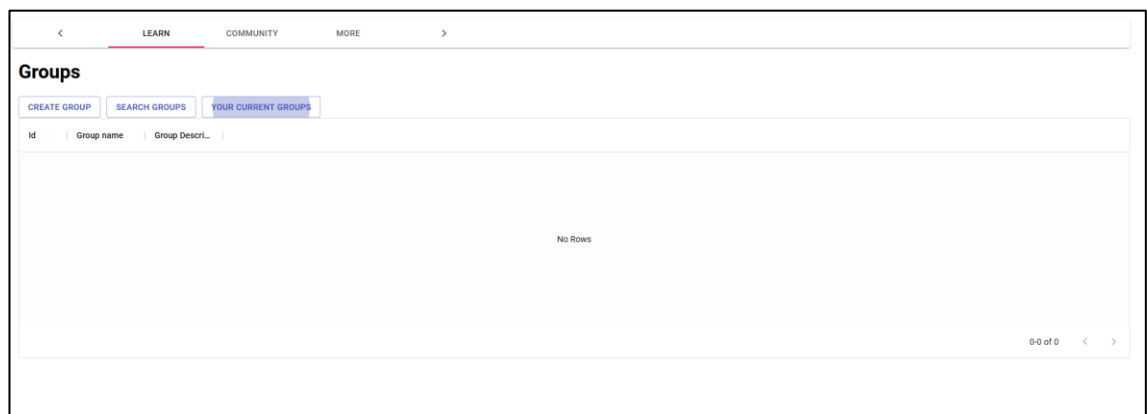 LEARN COMMUNITY MORE
Groups
CREATE GROUP SEARCH GROUPS YOUR CURRENT GROUPS
Id Group name Group Descri...
No Rows
0-0 of 0